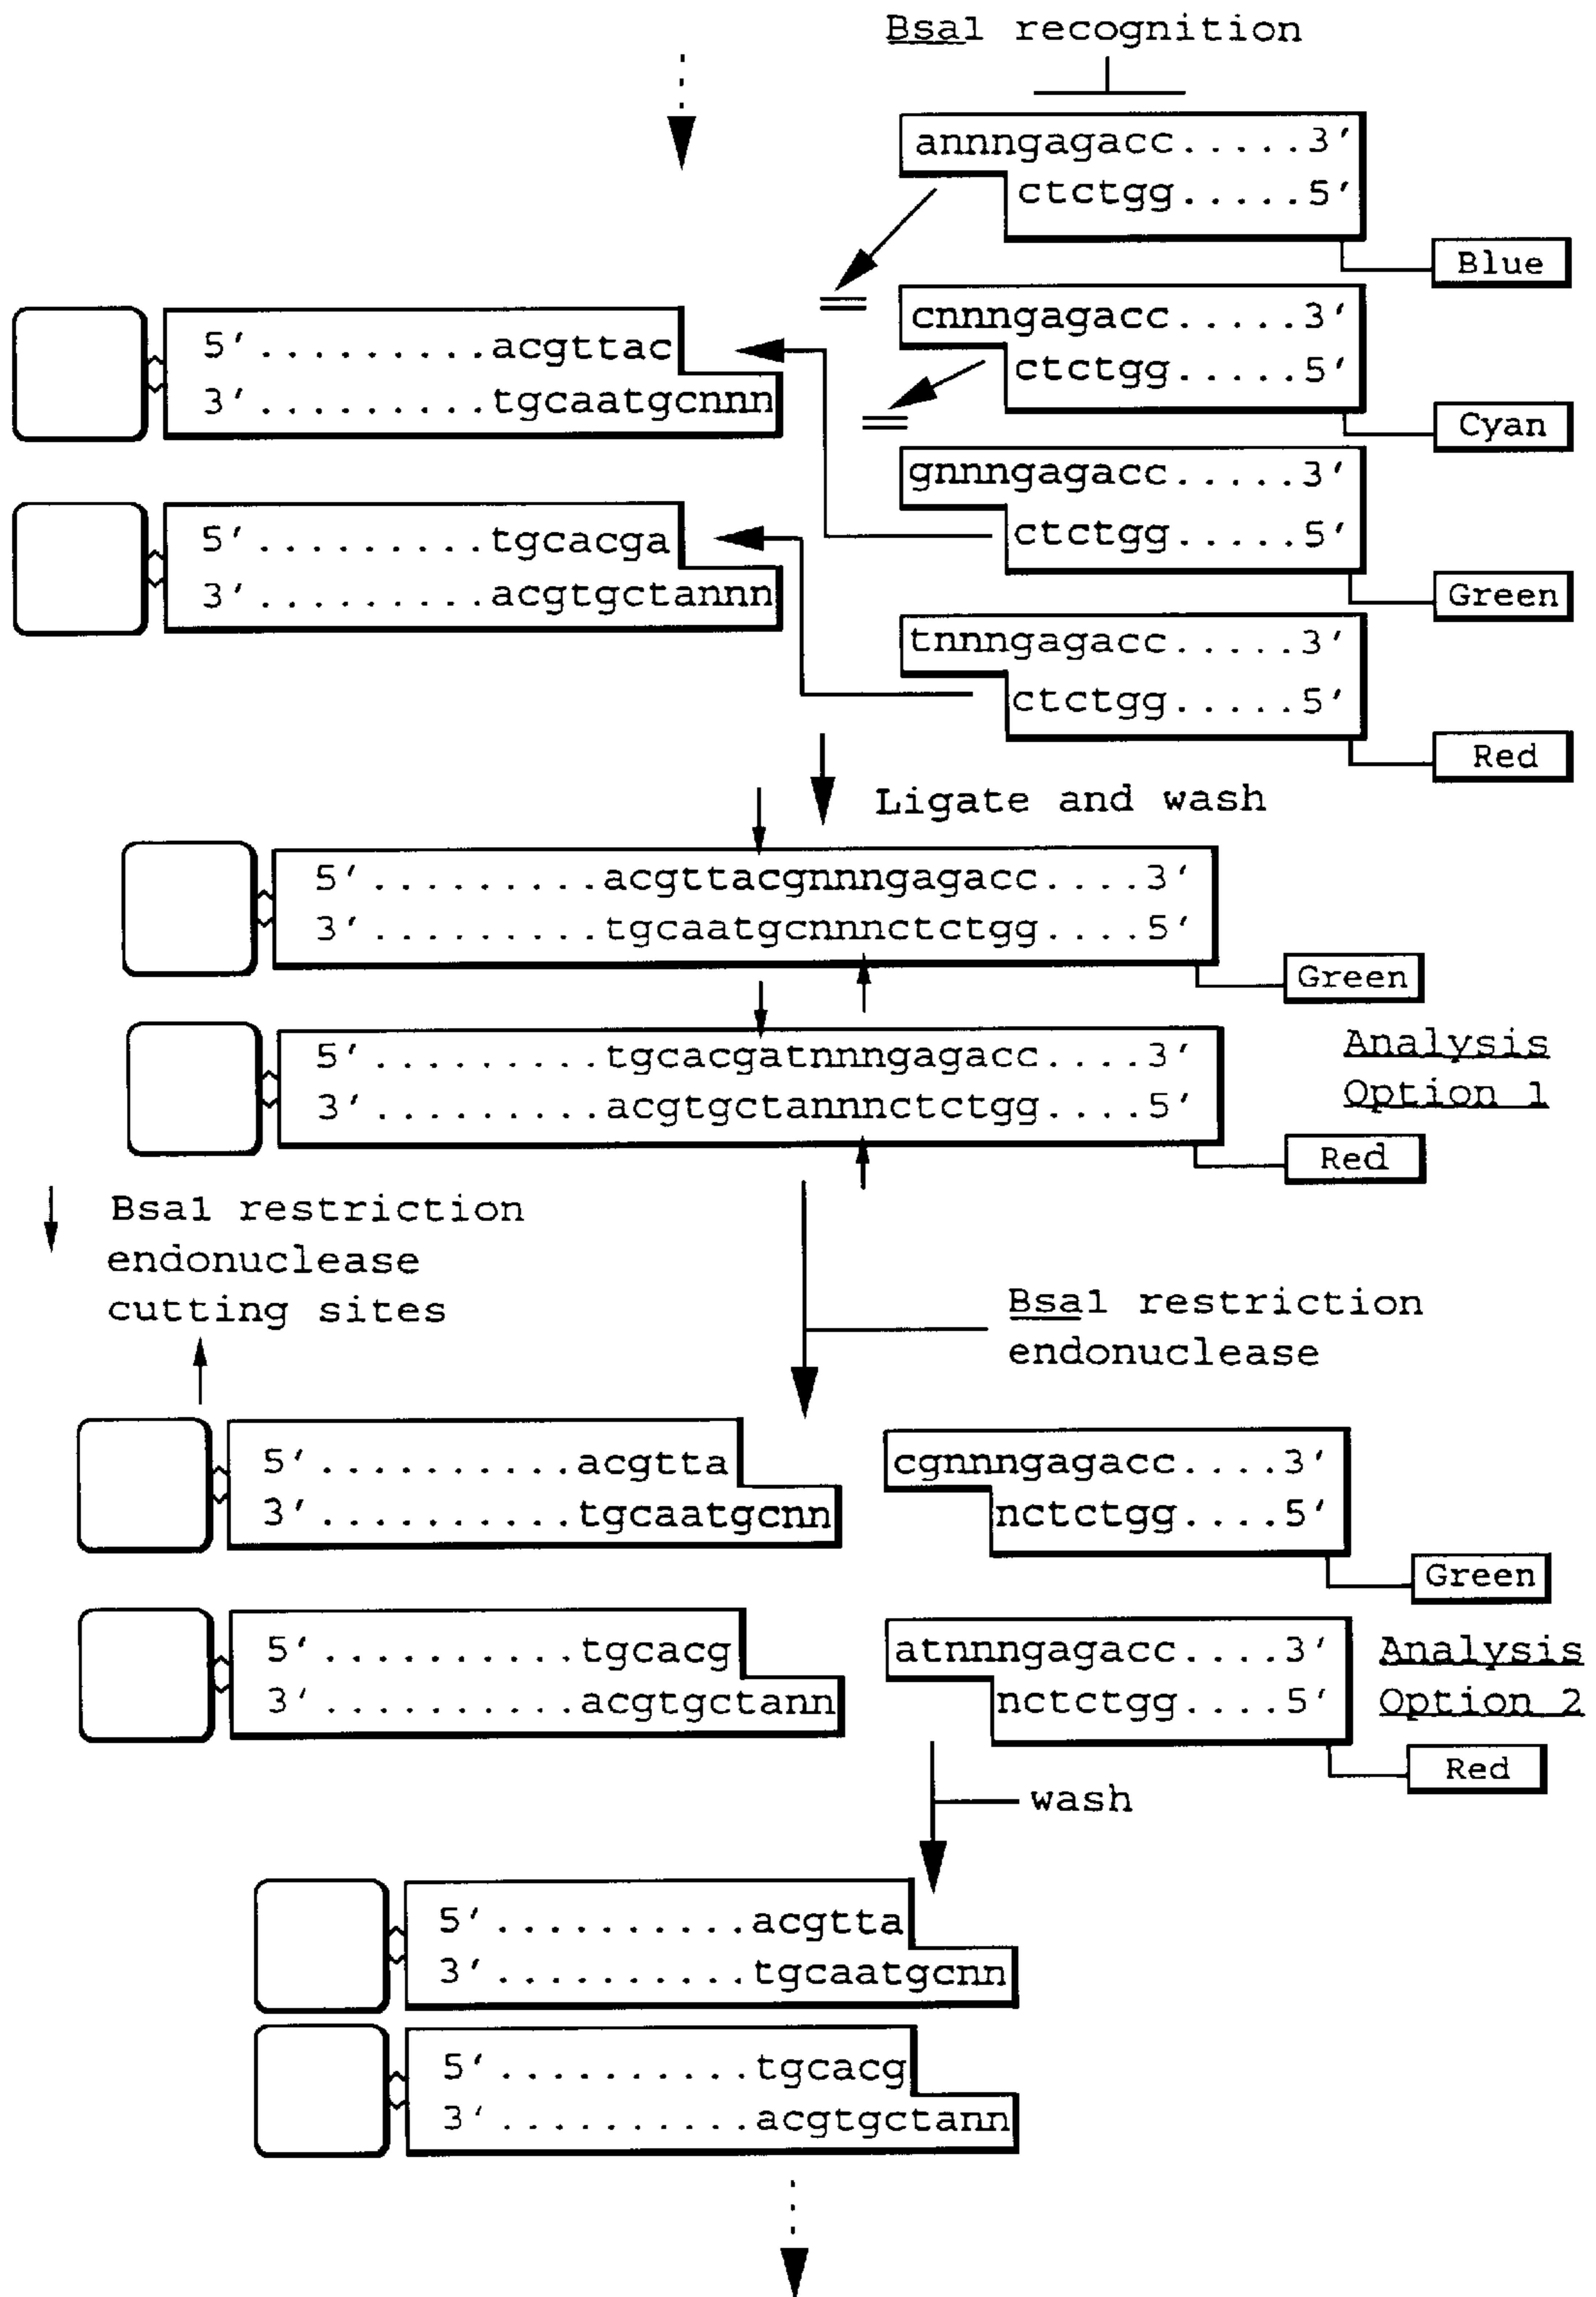 Bsa1 recognition
annngagacc.....3′
ctctgg.....5′
Blue
cnnngagacc.....3′
ctctgg.....5′
Cyan
5′.........acgttac
3′.........tgcaatgcnnn
gnnngagacc.....3′
ctctgg.....5′
Green
5′.........tgcacga
3′.........acgtgctannn
tnnngagacc.....3′
ctctgg.....5′
Red
Ligate and wash
5′.........acgttacgnnngagacc....3′
3′.........tgcaatgcnnnctctgg....5′
Green
5′.........tgcacgatnnngagacc....3′
3′.........acgtgctannnctctgg....5′
Red
Analysis
Option 1
Bsa1 restriction
endonuclease
cutting sites
Bsa1 restriction
endonuclease
5′..........acgtta
3′..........tgcaatgcnn
cgnnngagacc....3′
nctctgg....5′
Green
5′..........tgcacg
3′..........acgtgctann
atnnngagacc....3′
nctctgg....5′
Red
Analysis
Option 2
wash
5′..........acgtta
3′..........tgcaatgcnn
5′..........tgcacg
3′..........acgtgctann